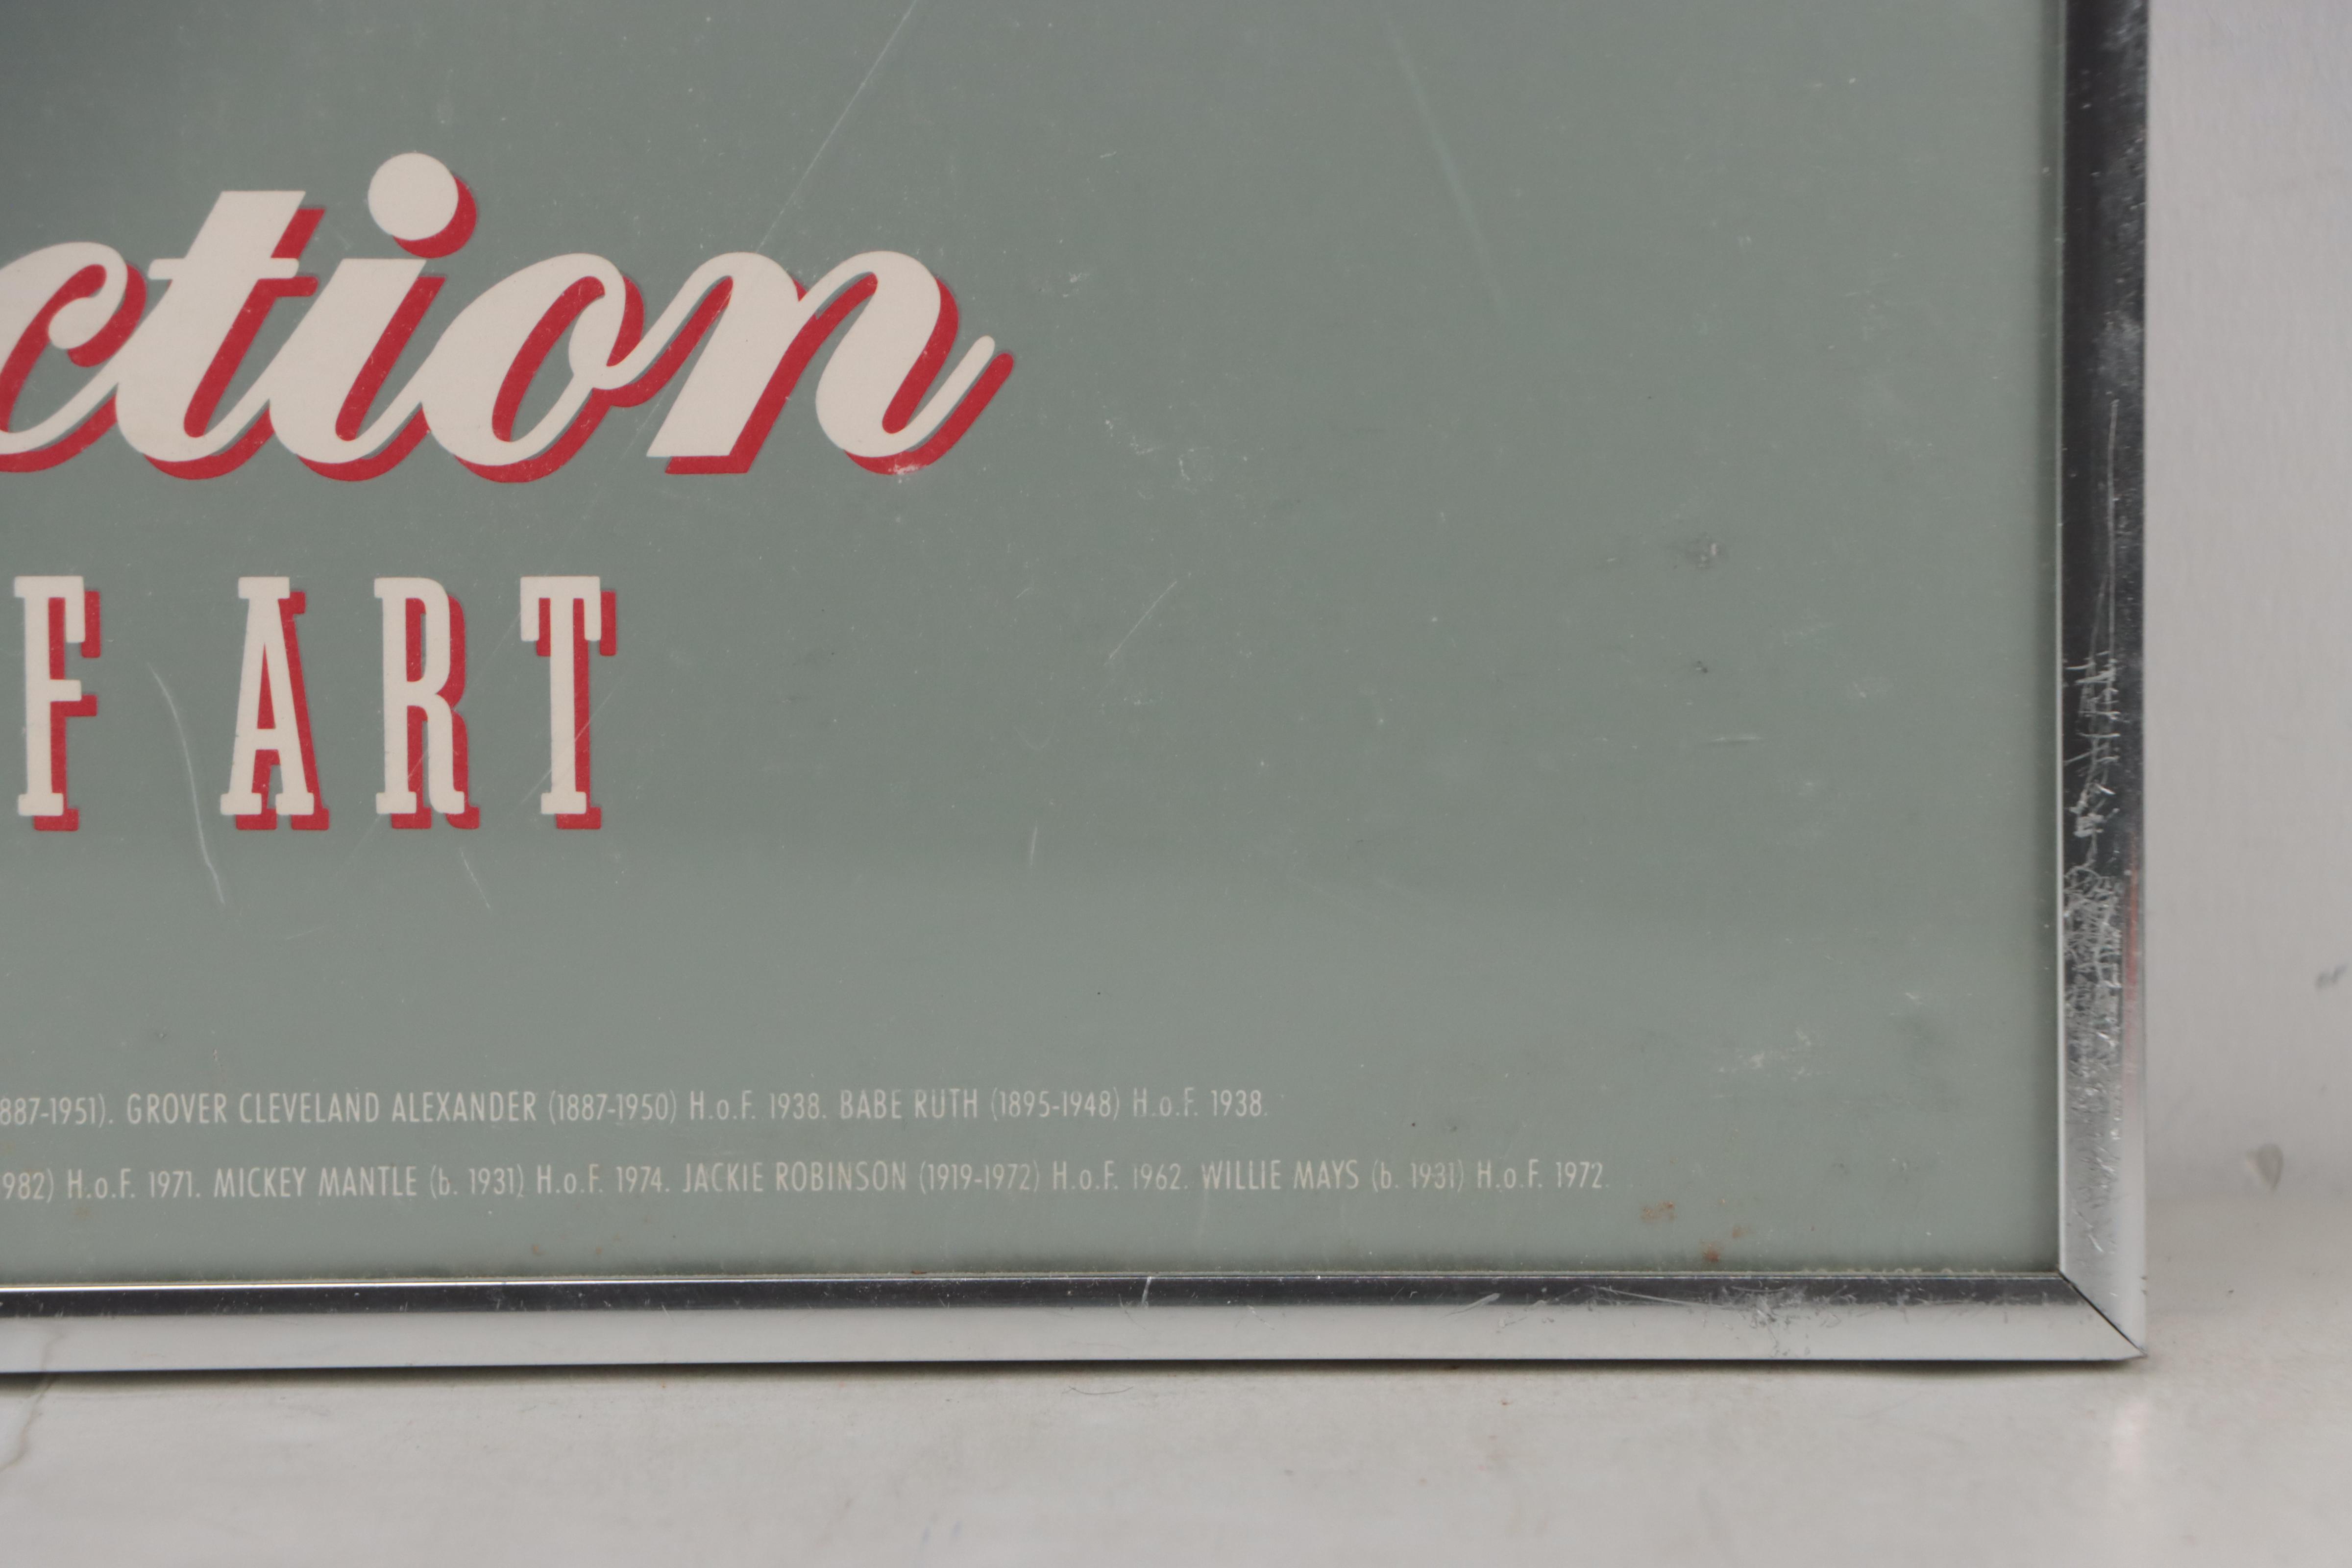 ction
F ART
887-1951). GROVER CLEVELAND ALEXANDER (1887-1950) H.o.F. 1938. BABE RUTH (1895-1948) H.o.F. 1938.
982) H.o.F. 1971. MICKEY MANTLE (b. 1931) H.o.F. 1974. JACKIE ROBINSON (1919-1972) H.o.F. 1962. WILLIE MAYS (b. 1931) H.o.F. 1972.